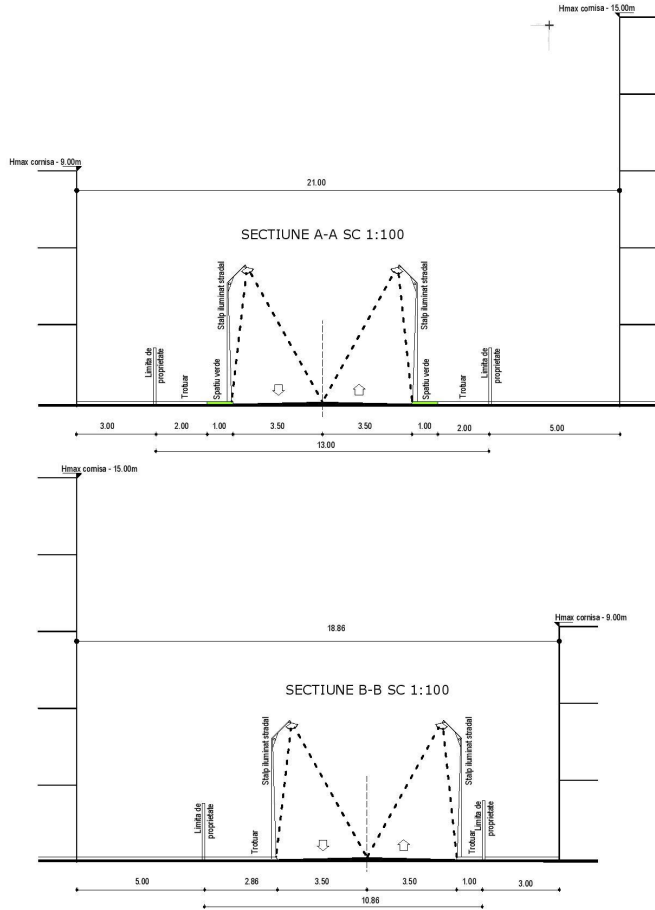 Hmax cornisa - 15.00m
Hmax cornisa - 9.00m
21.00
SECTIUNE A-A SC 1:100
Stalp iluminat stradal
Stalp iluminat stradal
Limita de
proprietate
Trotuar
Spatiu verde
Spatiu verde
Trotuar
Limita de
proprietate
3.00 2.00 1.00 3.50 3.50 1.00 2.00 5.00
13.00
Hmax cornisa - 15.00m
Hmax cornisa - 9.00m
18.86
SECTIUNE B-B SC 1:100
Stalp iluminat stradal
Stalp iluminat stradal
Limita de
proprietate
Trotuar
Trotuar
Limita de
proprietate
5.00 2.86 3.50 3.50 1.00 3.00
10.86